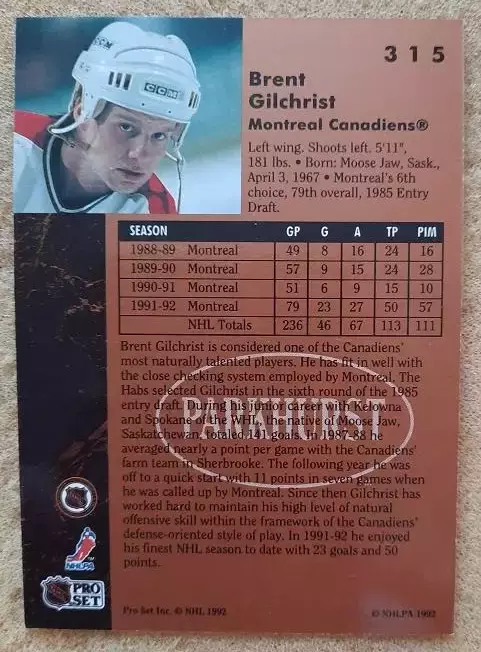 315
CCM
Brent
Gilchrist
Montreal Canadiens®
Left wing. Shoots left. 5'11",
181 lbs. • Born: Moose Jaw, Sask.,
April 3, 1967 • Montreal's 6th
choice, 79th overall, 1985 Entry
Draft.
SEASON GP G A TP PIM
1988-89 Montreal 49 8 16 24 16
1989-90 Montreal 57 9 15 24 28
1990-91 Montreal 51 6 9 15 10
1991-92 Montreal 79 23 27 50 57
NHL Totals 236 46 67 113 111
Brent Gilchrist is considered one of the Canadiens'
most naturally talented players. He has fit in well with
the close checking system employed by Montreal. The
Habs selected Gilchrist in the sixth round of the 1985
entry draft. During his junior career with Kelowna
and Spokane of the WHL, the native of Moose Jaw,
Saskatchewan, totaled 141 goals. In 1987-88 he
averaged nearly a point per game with the Canadiens'
farm team in Sherbrooke. The following year he was
off to a quick start with 11 points in seven games when
he was called up by Montreal. Since then Gilchrist has
worked hard to maintain his high level of natural
offensive skill within the framework of the Canadiens'
defense-oriented style of play. In 1991-92 he enjoyed
his finest NHL season to date with 23 goals and 50
points.
PARKHURST
NHL
NHLPA
TM
NHL PRO
SET
Pro Set Inc. © NHL 1992 © NHLPA 1992